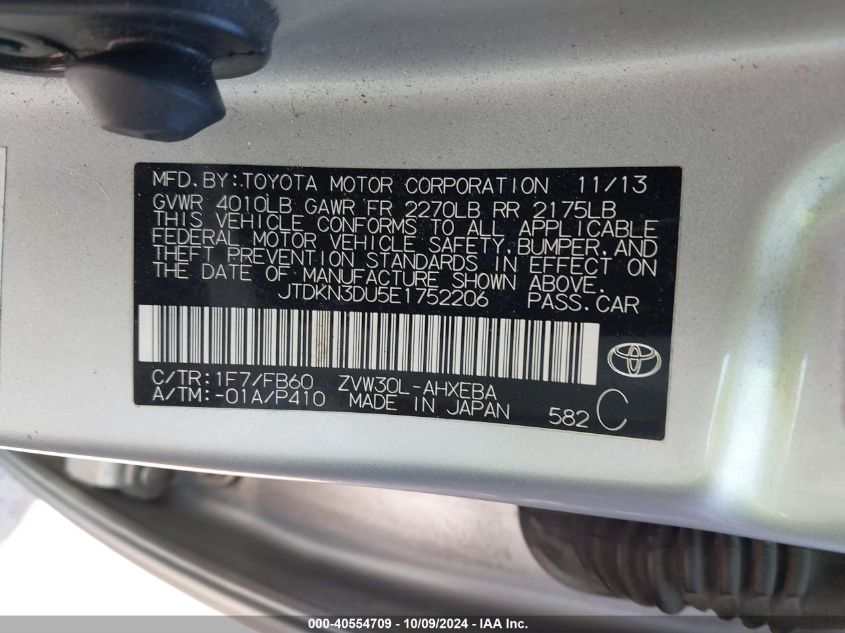 MFD. BY: TOYOTA MOTOR CORPORATION 11/13
GVWR 4010LB GAWR FR 2270LB RR 2175LB
THIS VEHICLE CONFORMS TO ALL APPLICABLE
FEDERAL MOTOR VEHICLE SAFETY, BUMPER, AND
THEFT PREVENTION STANDARDS IN EFFECT ON
THE DATE OF MANUFACTURE SHOWN ABOVE.
JTDKN3DU5E1752206 PASS.CAR
C/TR: 1F7/FB60 ZVW30L-AHXEBA
A/TM: -01A/P410 MADE IN JAPAN 582 C
000-40554709 - 10/09/2024 - IAA Inc.